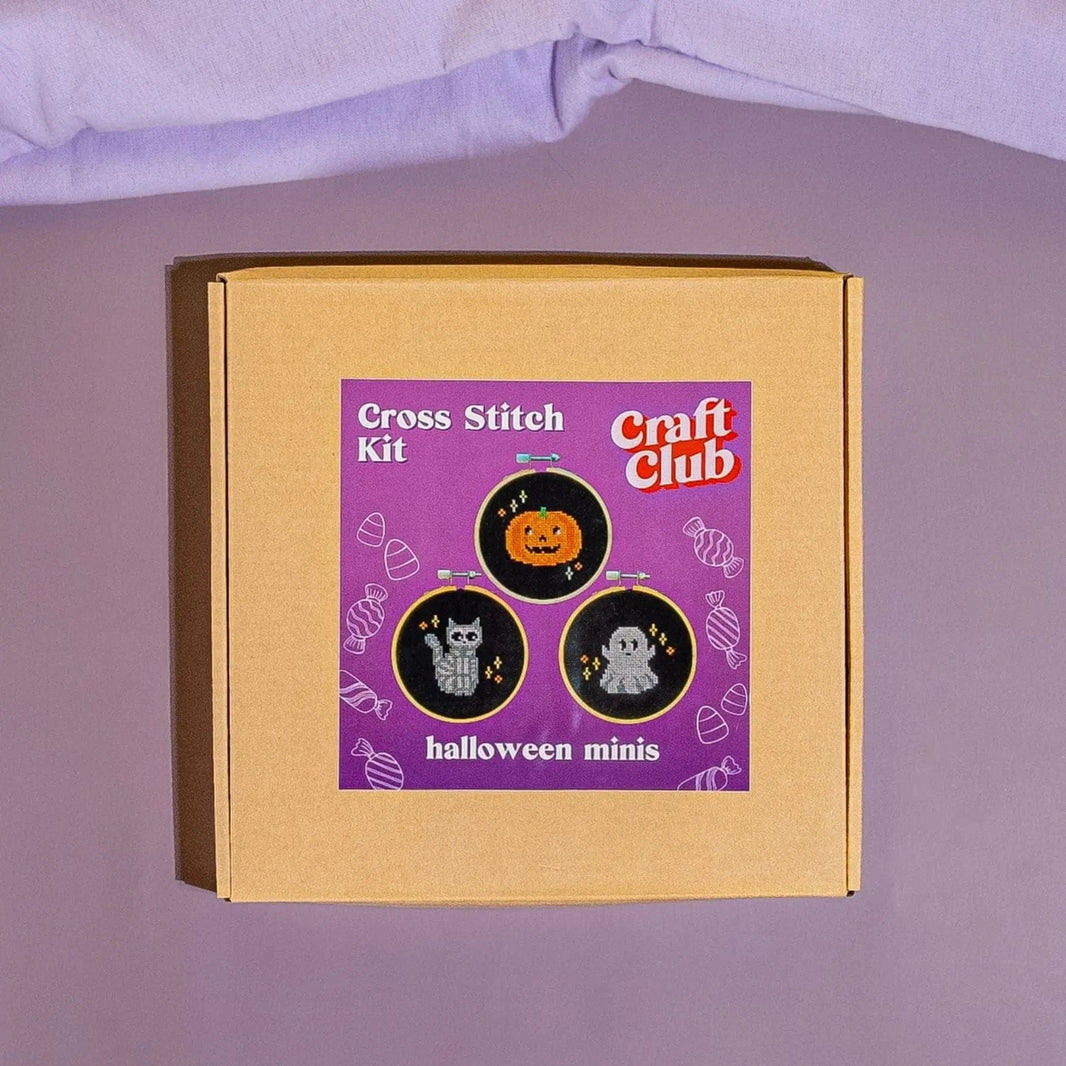 Cross Stitch
Kit
Craft
Club
halloween minis